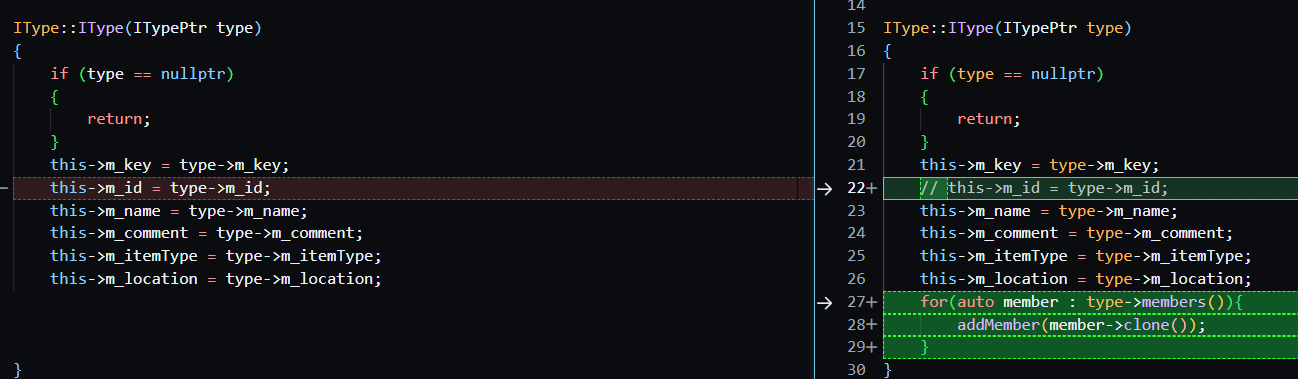 IType::IType(ITypePtr type)
{
    if (type == nullptr)
    {
        return;
    }
    this->m_key = type->m_key;
−   this->m_id = type->m_id;
    this->m_name = type->m_name;
    this->m_comment = type->m_comment;
    this->m_itemType = type->m_itemType;
    this->m_location = type->m_location;
}
14
15 IType::IType(ITypePtr type)
16 {
17     if (type == nullptr)
18     {
19         return;
20     }
21     this->m_key = type->m_key;
→ 22+    // this->m_id = type->m_id;
23     this->m_name = type->m_name;
24     this->m_comment = type->m_comment;
25     this->m_itemType = type->m_itemType;
26     this->m_location = type->m_location;
→ 27+    for(auto member : type->members()){
28+        addMember(member->clone());
29+    }
30 }